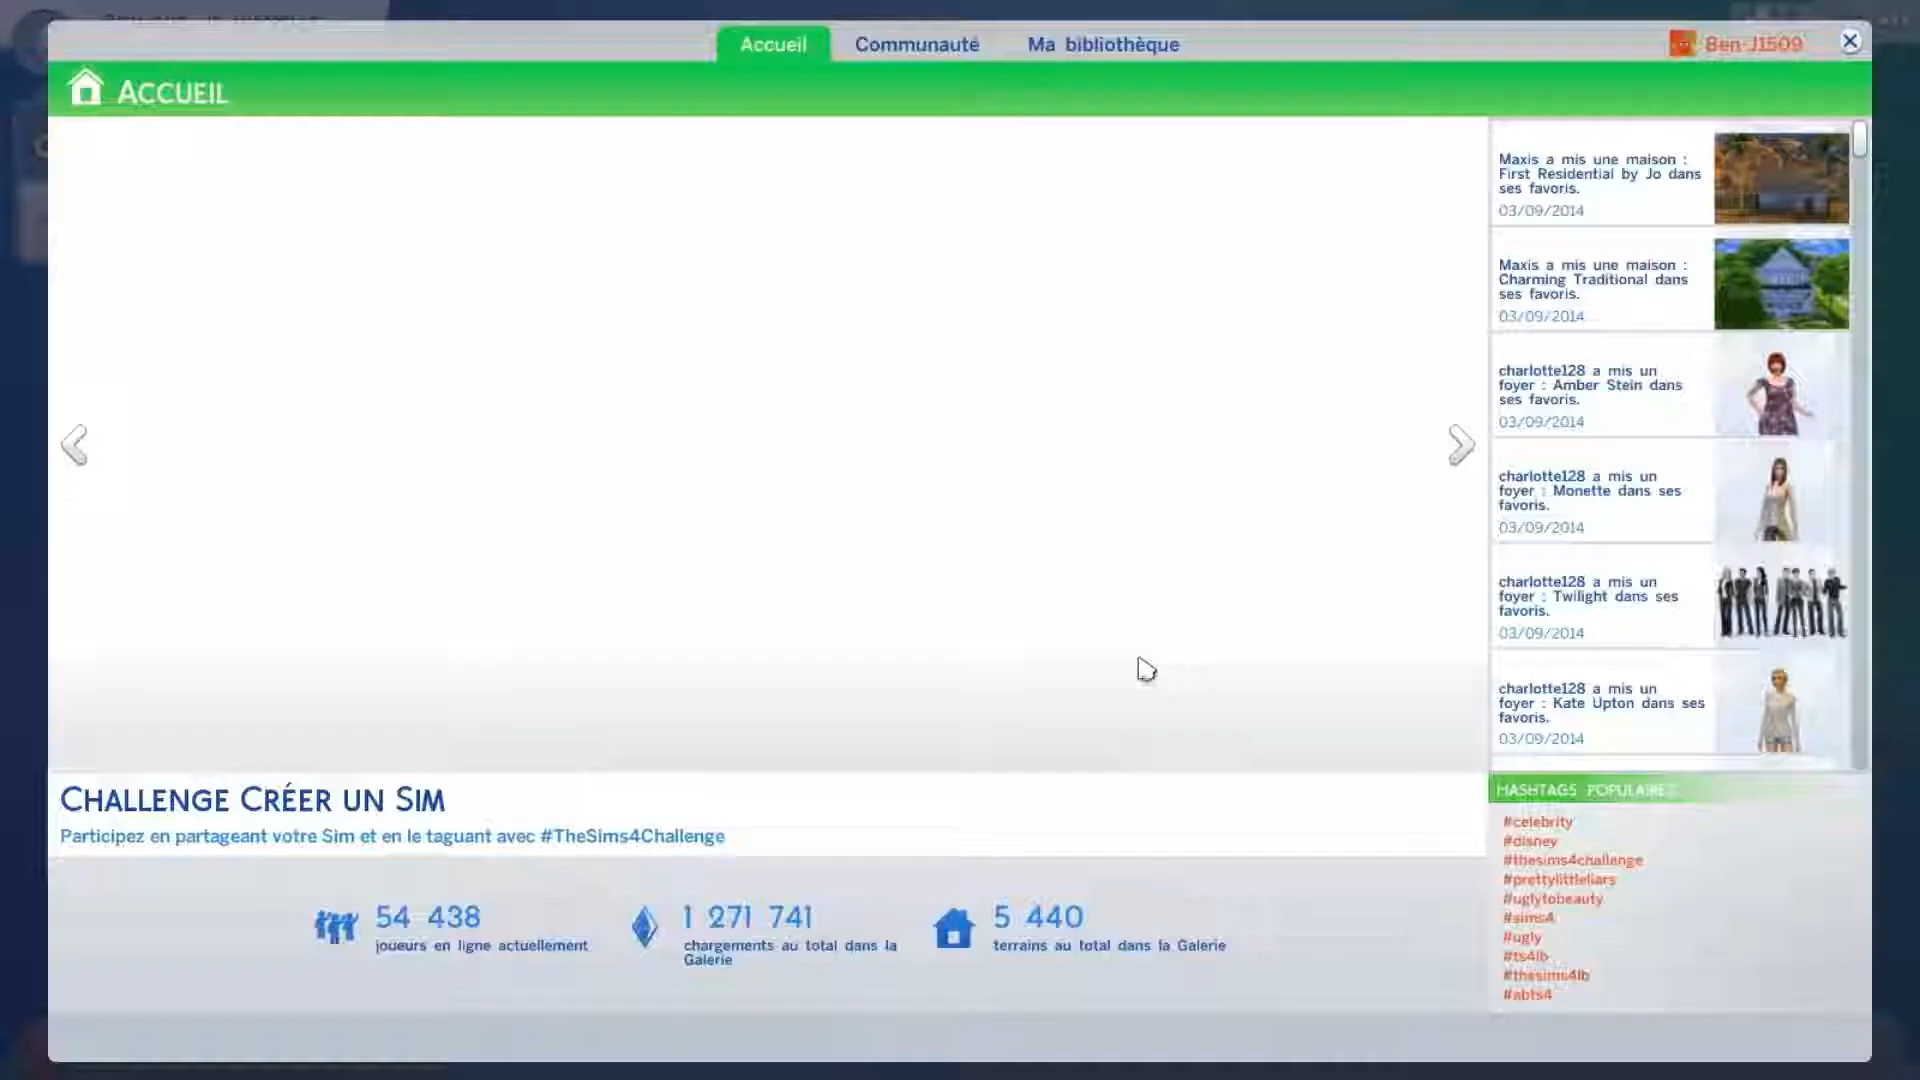 Accueil
Communauté
Ma bibliothèque
Ben-J1509
ACCUEIL
Maxis a mis une maison :
First Residential by Jo dans
ses favoris.
03/09/2014
Maxis a mis une maison :
Charming Traditional dans
ses favoris.
03/09/2014
charlotte128 a mis un
foyer : Amber Stein dans
ses favoris.
03/09/2014
charlotte128 a mis un
foyer : Monette dans ses
favoris.
03/09/2014
charlotte128 a mis un
foyer : Twilight dans ses
favoris.
03/09/2014
charlotte128 a mis un
foyer : Kate Upton dans ses
favoris.
03/09/2014
CHALLENGE CRÉER UN SIM
Participez en partageant votre Sim et en le taguant avec #TheSims4Challenge
54 438
joueurs en ligne actuellement
1 271 741
chargements au total dans la
Galerie
5 440
terrains au total dans la Galerie
HASHTAGS POPULAIRES
#celebrity
#disney
#thesims4challenge
#prettylittleliars
#uglytobeauty
#sims4
#ugly
#ts4lb
#thesims4lb
#abts4